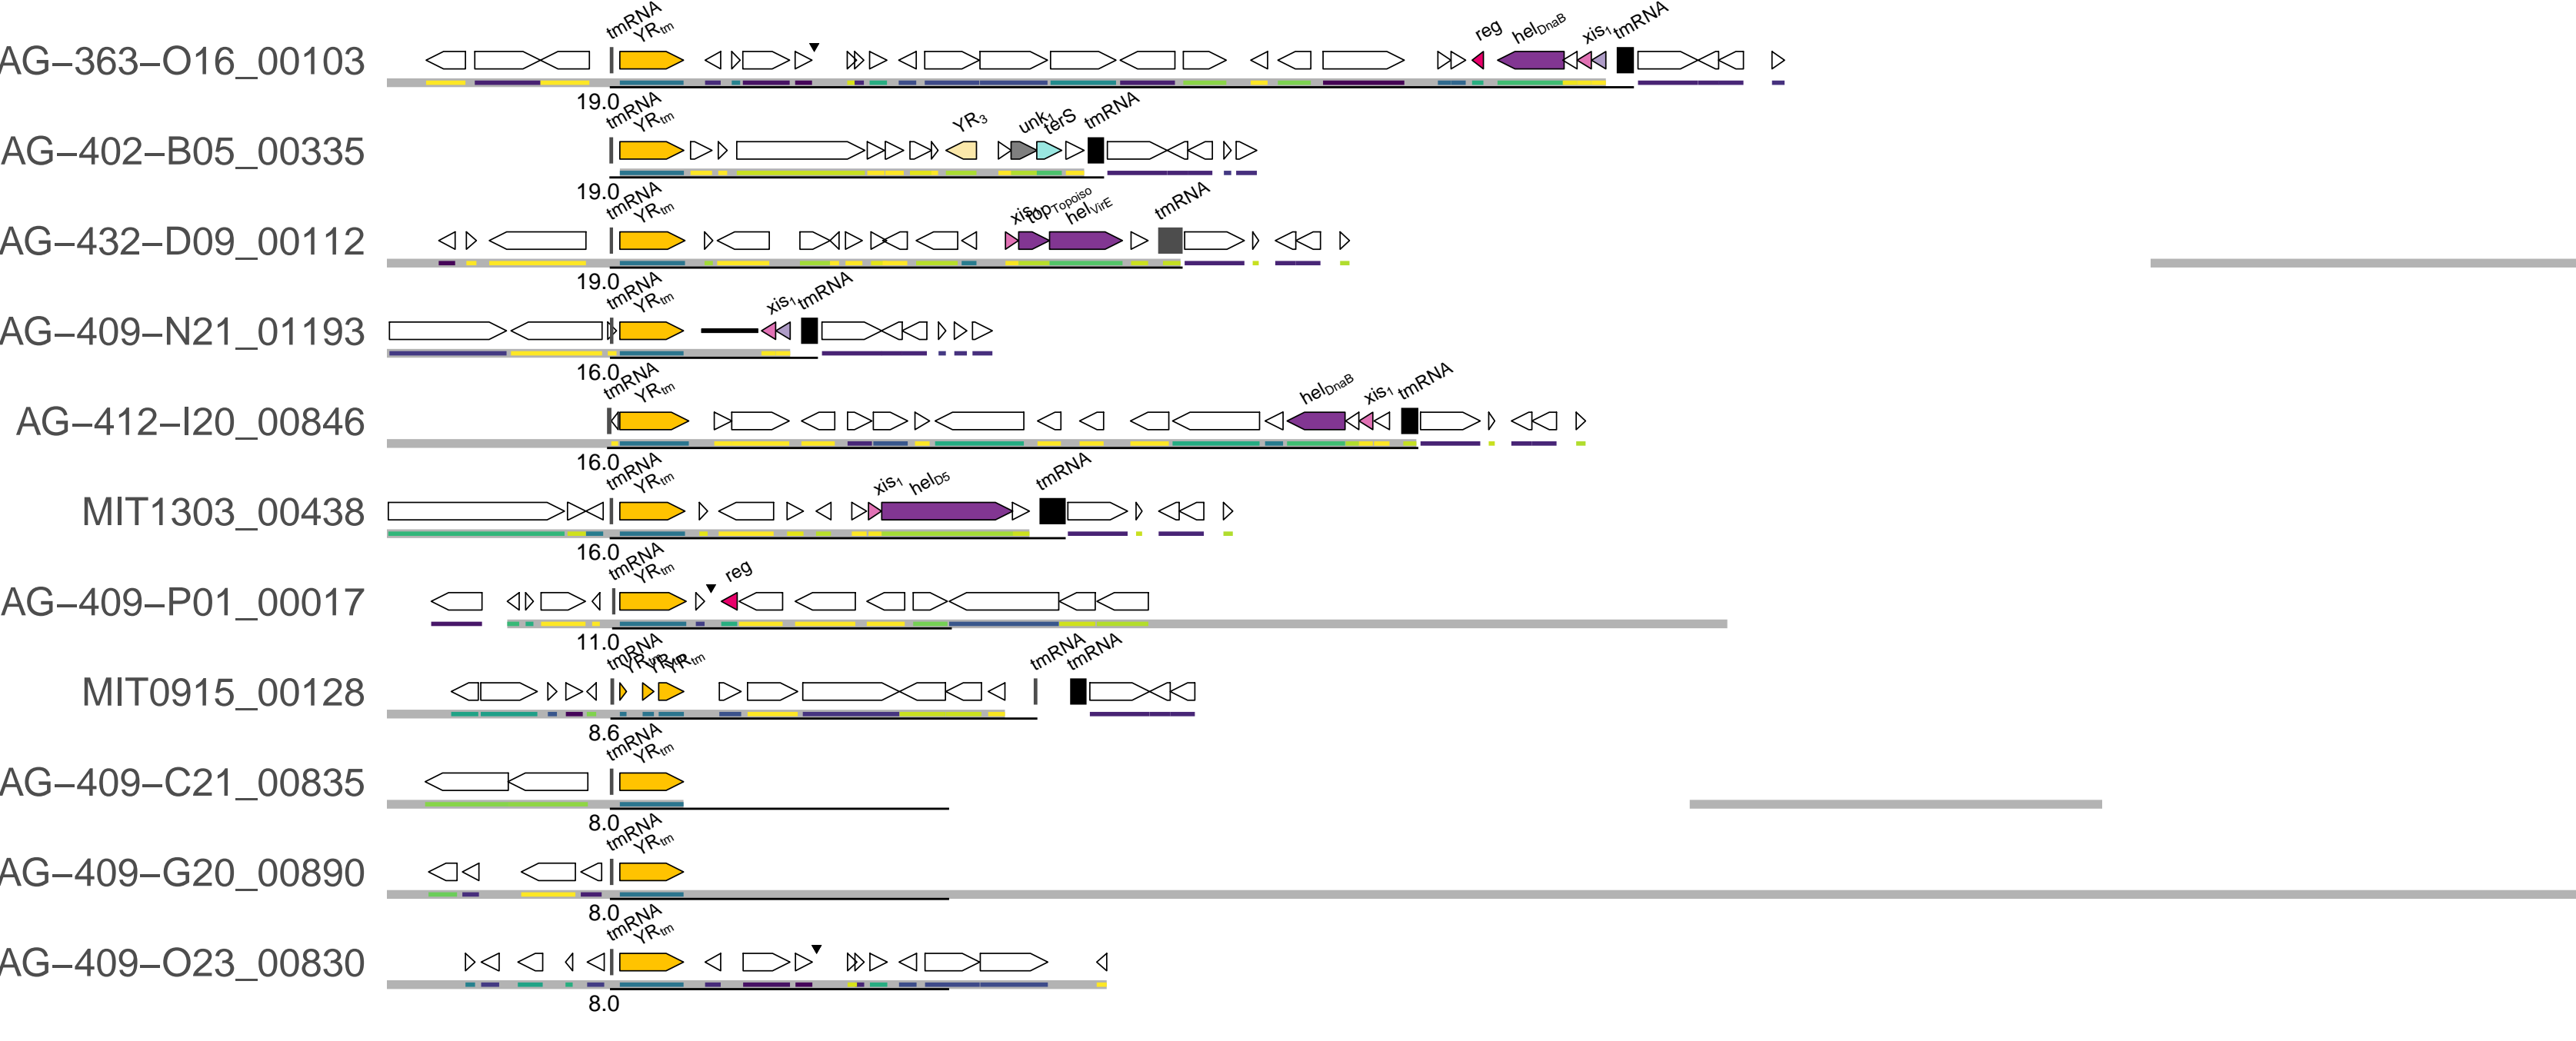 tmRNA YRtm reg helDnaB xis1 tmRNA
AG–363–O16_00103
19.0
tmRNA YRtm YR3 unk1 terS tmRNA
AG–402–B05_00335
19.0
tmRNA YRtm xis1 topTopoiso helVirE tmRNA
AG–432–D09_00112
19.0
tmRNA YRtm xis1 tmRNA
AG–409–N21_01193
16.0
tmRNA YRtm helDnaB xis1 tmRNA
AG–412–I20_00846
16.0
tmRNA YRtm xis1 helD5 tmRNA
MIT1303_00438
16.0
tmRNA YRtm reg
AG–409–P01_00017
11.0
tmRNA YRtm YRtm YRtm tmRNA tmRNA
MIT0915_00128
8.6
tmRNA YRtm
AG–409–C21_00835
8.0
tmRNA YRtm
AG–409–G20_00890
8.0
tmRNA YRtm
AG–409–O23_00830
8.0